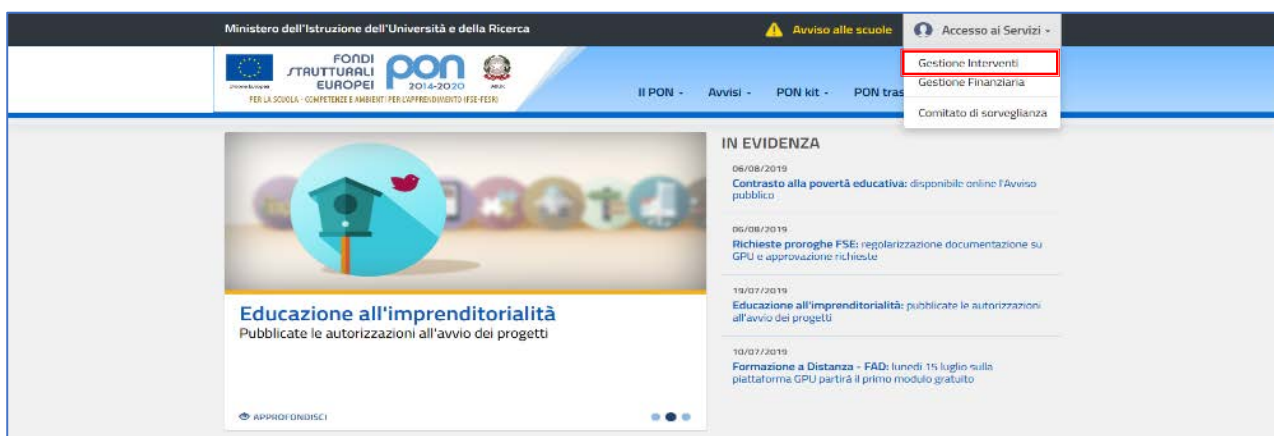 Ministero dell'Istruzione dell'Università e della Ricerca
Avviso alle scuole
Accesso ai Servizi
Gestione Interventi
Gestione Finanziaria
Comitato di sorveglianza
FONDI
STRUTTURALI
EUROPEI
pon
2014-2020
Unione Europea
MIUR
PER LA SCUOLA - COMPETENZE E AMBIENTI PER L'APPRENDIMENTO (FSE-FESR)
Il PON
Avvisi
PON kit
PON tras
IN EVIDENZA
06/08/2019
Contrasto alla povertà educativa: disponibile online l'Avviso
pubblico
06/08/2019
Richieste proroghe FSE: regolarizzazione documentazione su
GPU e approvazione richieste
19/07/2019
Educazione all'imprenditorialità: pubblicate le autorizzazioni
all'avvio dei progetti
10/07/2019
Formazione a Distanza - FAD: lunedì 15 luglio sulla
piattaforma GPU partirà il primo modulo gratuito
Educazione all'imprenditorialità
Pubblicate le autorizzazioni all'avvio dei progetti
APPROFONDISCI